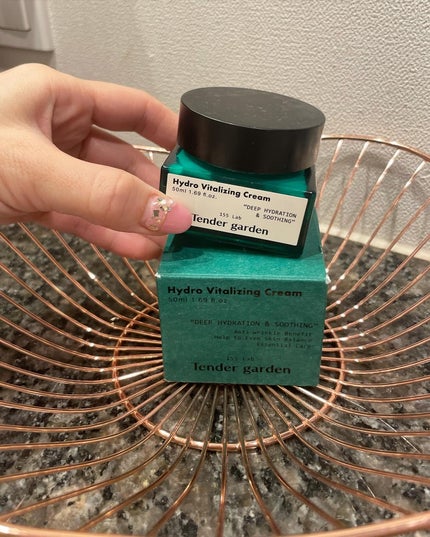 Hydro Vitalizing Cream
50ml 1.69 fl.oz.
"DEEP HYDRATION
& SOOTHING"
155 Lab
Tender garden
Hydro Vitalizing Cream
50ml 1.69 fl.oz.
"DEEP HYDRATION & SOOTHING"
Anti-wrinkle Benefit
Help to Even Skin Balance
Essential Care
155 Lab
Tender garden